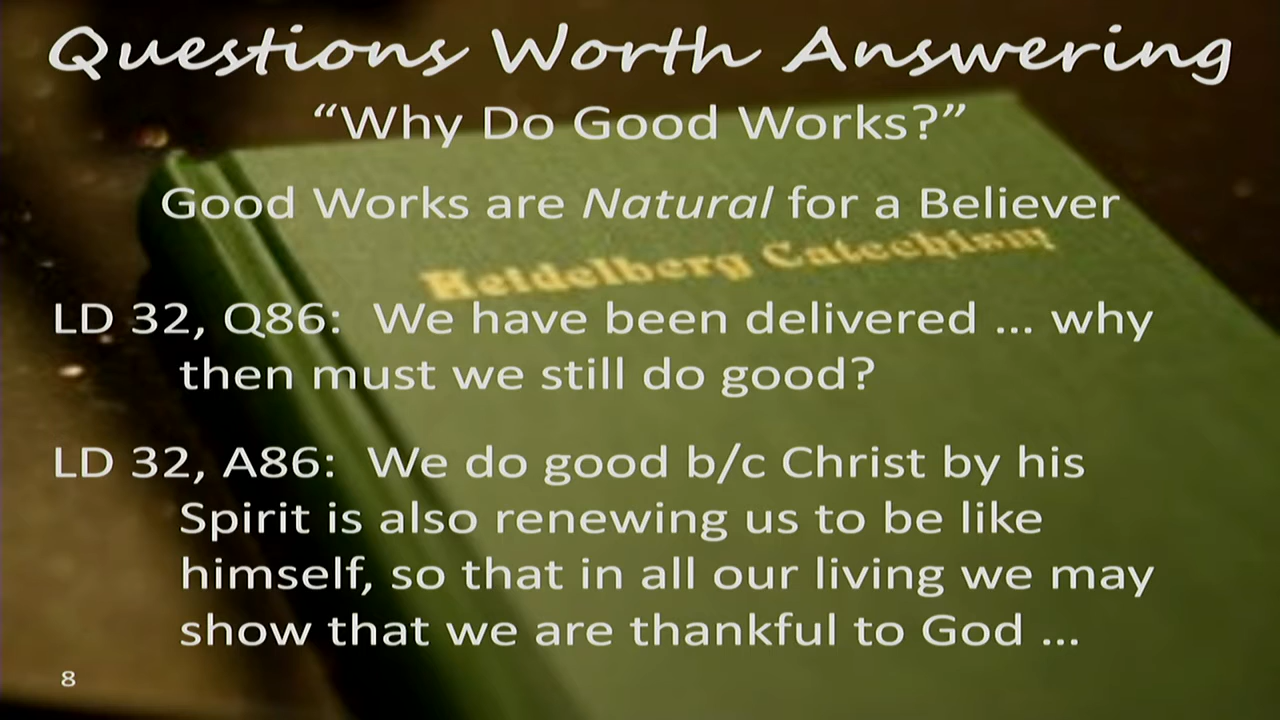 Questions Worth Answering
“Why Do Good Works?”
Good Works are Natural for a Believer
Heidelberg Catechism
LD 32, Q86: We have been delivered ... why
then must we still do good?
LD 32, A86: We do good b/c Christ by his
Spirit is also renewing us to be like
himself, so that in all our living we may
show that we are thankful to God ...
8